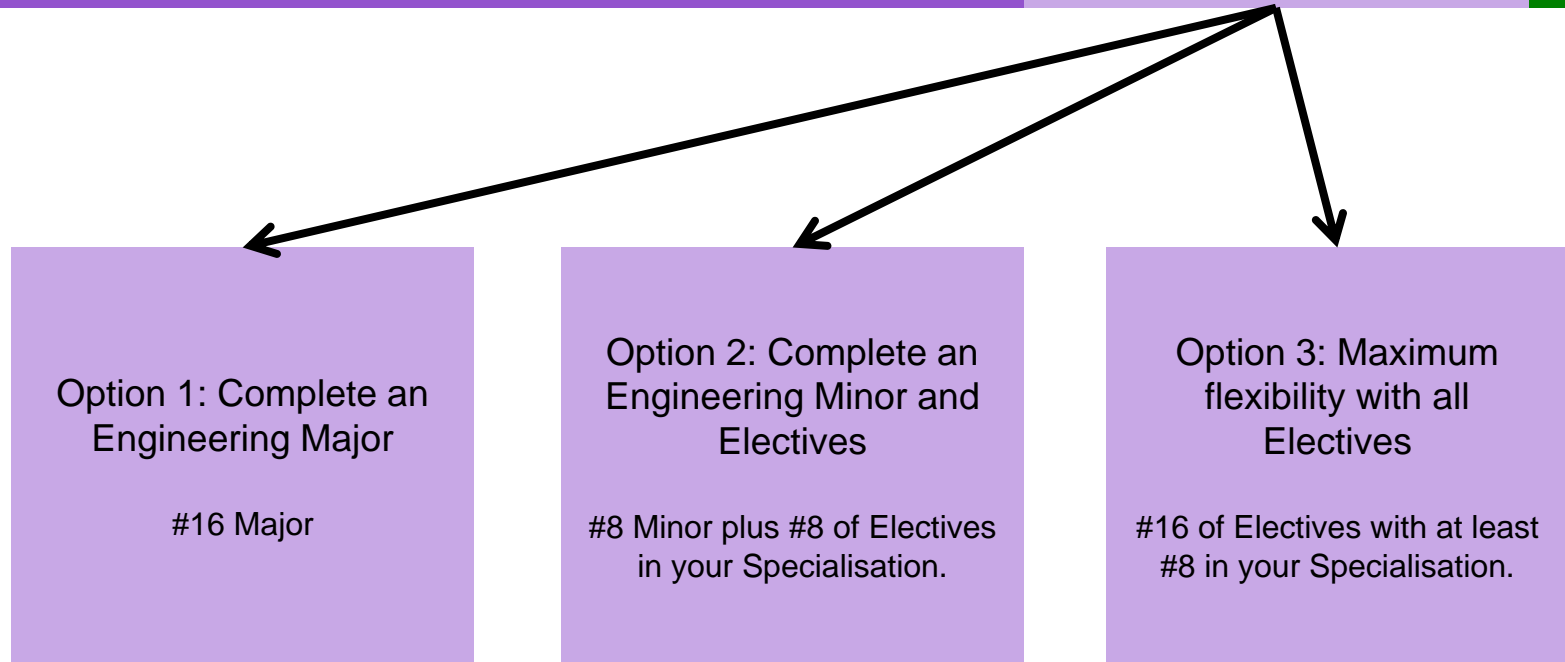 Option 1: Complete an
Engineering Major
#16 Major
Option 2: Complete an
Engineering Minor and
Electives
#8 Minor plus #8 of Electives
in your Specialisation.
Option 3: Maximum
flexibility with all
Electives
#16 of Electives with at least
#8 in your Specialisation.